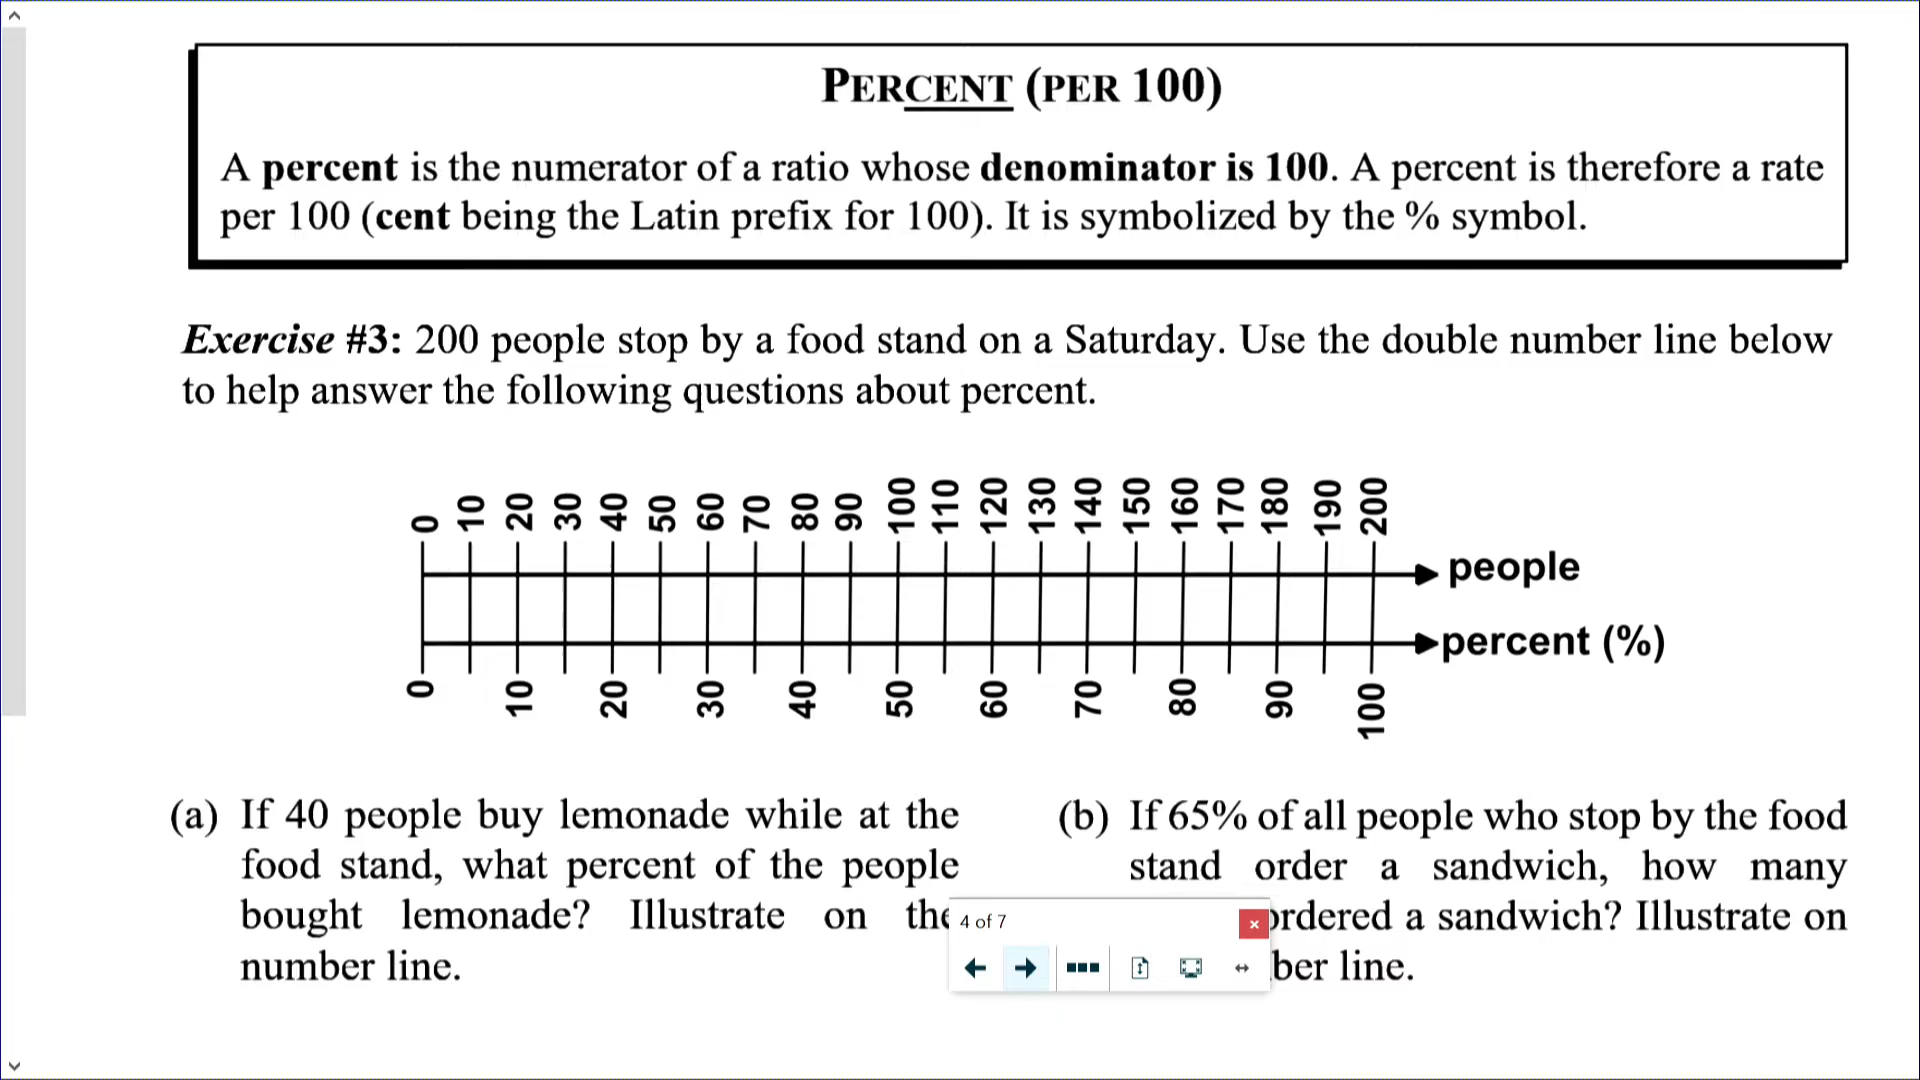 PERCENT (PER 100)
A percent is the numerator of a ratio whose denominator is 100. A percent is therefore a rate
per 100 (cent being the Latin prefix for 100). It is symbolized by the % symbol.
Exercise #3: 200 people stop by a food stand on a Saturday. Use the double number line below
to help answer the following questions about percent.
0 10 20 30 40 50 60 70 80 90 100 110 120 130 140 150 160 170 180 190 200
people
percent (%)
0 10 20 30 40 50 60 70 80 90 100
(a) If 40 people buy lemonade while at the
food stand, what percent of the people
bought lemonade? Illustrate on the
number line.
(b) If 65% of all people who stop by the food
stand order a sandwich, how many
ordered a sandwich? Illustrate on
ber line.
4 of 7